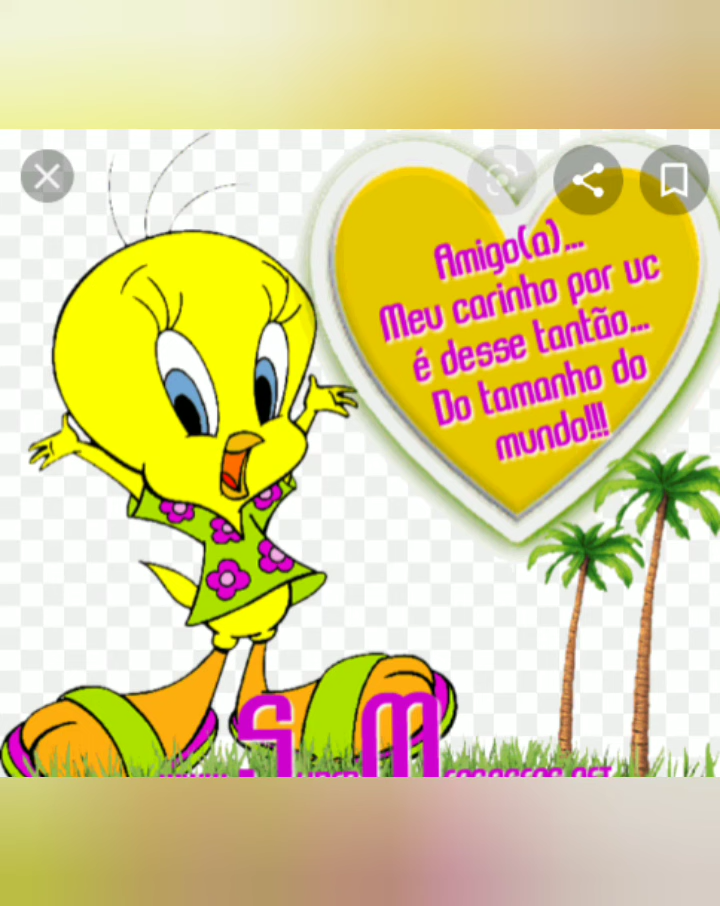 Amigo(a)...
Meu carinho por vc
é desse tantão...
Do tamanho do
mundo!!!
S M